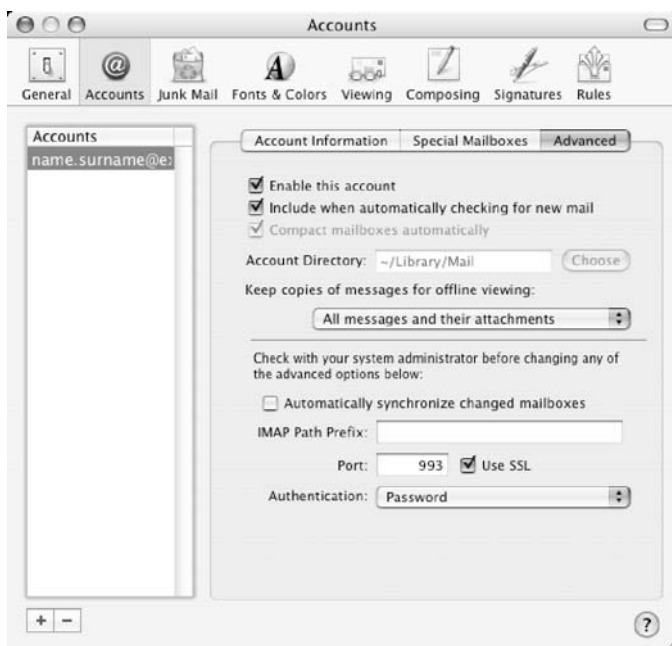 Accounts
General Accounts Junk Mail Fonts & Colors Viewing Composing Signatures Rules
Accounts
name.surname@e
Account Information Special Mailboxes Advanced
Enable this account
Include when automatically checking for new mail
Compact mailboxes automatically
Account Directory: ~/Library/Mail Choose
Keep copies of messages for offline viewing:
All messages and their attachments
Check with your system administrator before changing any of
the advanced options below:
Automatically synchronize changed mailboxes
IMAP Path Prefix:
Port: 993 Use SSL
Authentication: Password
+ − ?